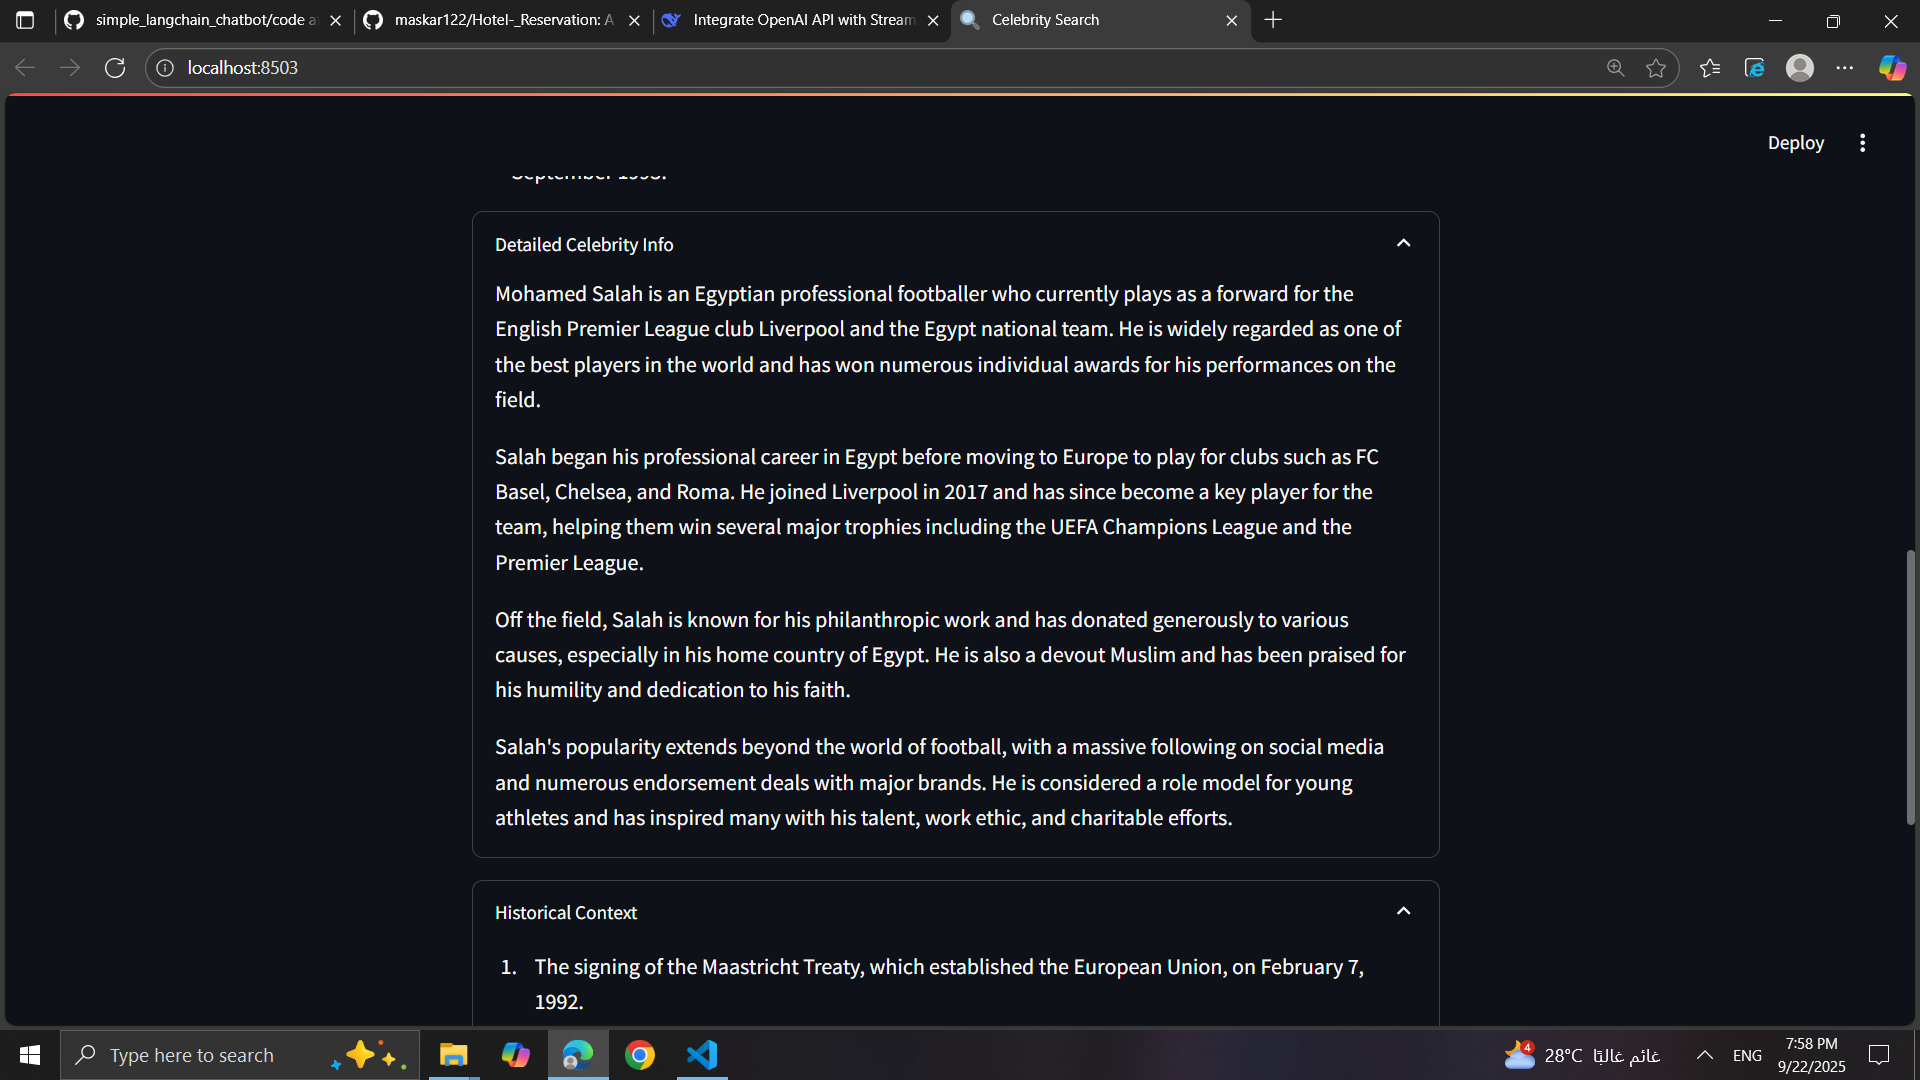 simple_langchain_chatbot/code a
maskar122/Hotel-_Reservation: A
Integrate OpenAI API with Stream
Celebrity Search
localhost:8503
Deploy
September 1993.
Detailed Celebrity Info
Mohamed Salah is an Egyptian professional footballer who currently plays as a forward for the
English Premier League club Liverpool and the Egypt national team. He is widely regarded as one of
the best players in the world and has won numerous individual awards for his performances on the
field.
Salah began his professional career in Egypt before moving to Europe to play for clubs such as FC
Basel, Chelsea, and Roma. He joined Liverpool in 2017 and has since become a key player for the
team, helping them win several major trophies including the UEFA Champions League and the
Premier League.
Off the field, Salah is known for his philanthropic work and has donated generously to various
causes, especially in his home country of Egypt. He is also a devout Muslim and has been praised for
his humility and dedication to his faith.
Salah's popularity extends beyond the world of football, with a massive following on social media
and numerous endorsement deals with major brands. He is considered a role model for young
athletes and has inspired many with his talent, work ethic, and charitable efforts.
Historical Context
1. The signing of the Maastricht Treaty, which established the European Union, on February 7,
1992.
Type here to search
4
28°C غائم غالبًا
ENG
7:58 PM
9/22/2025